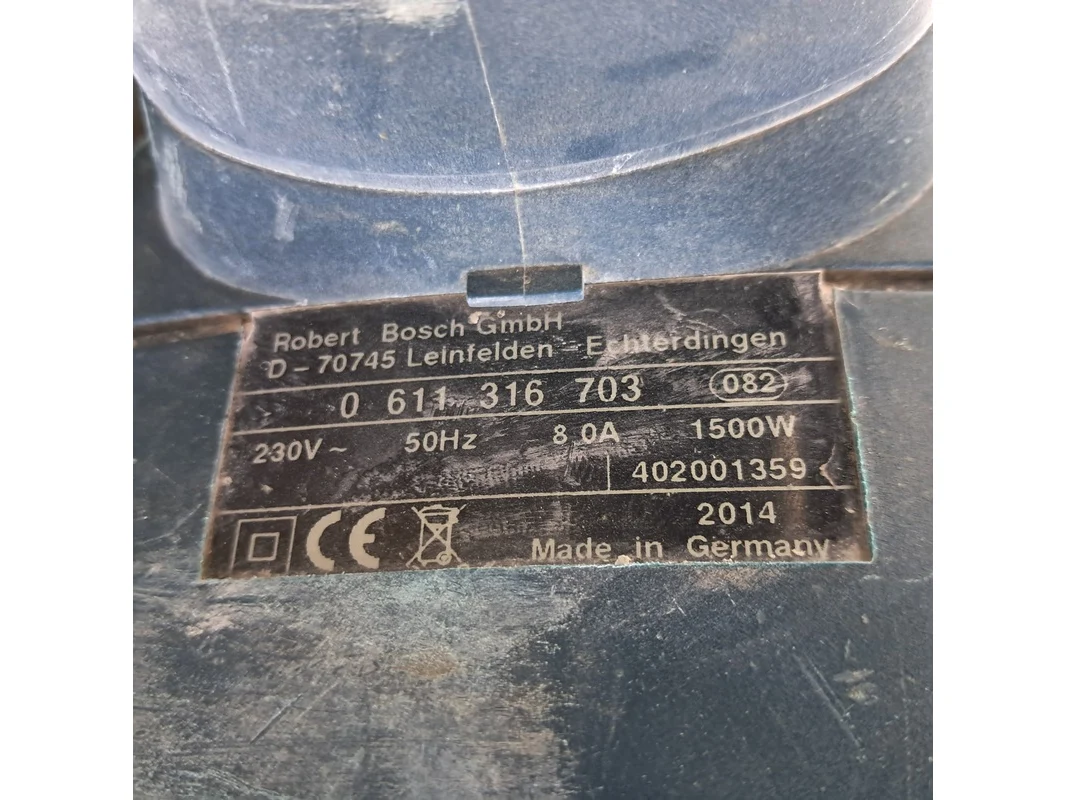 Robert Bosch GmbH
D-70745 Leinfelden-Echterdingen
0 611 316 703 082
230V~ 50Hz 8.0A 1500W
402001359
2014
CE
Made in Germany